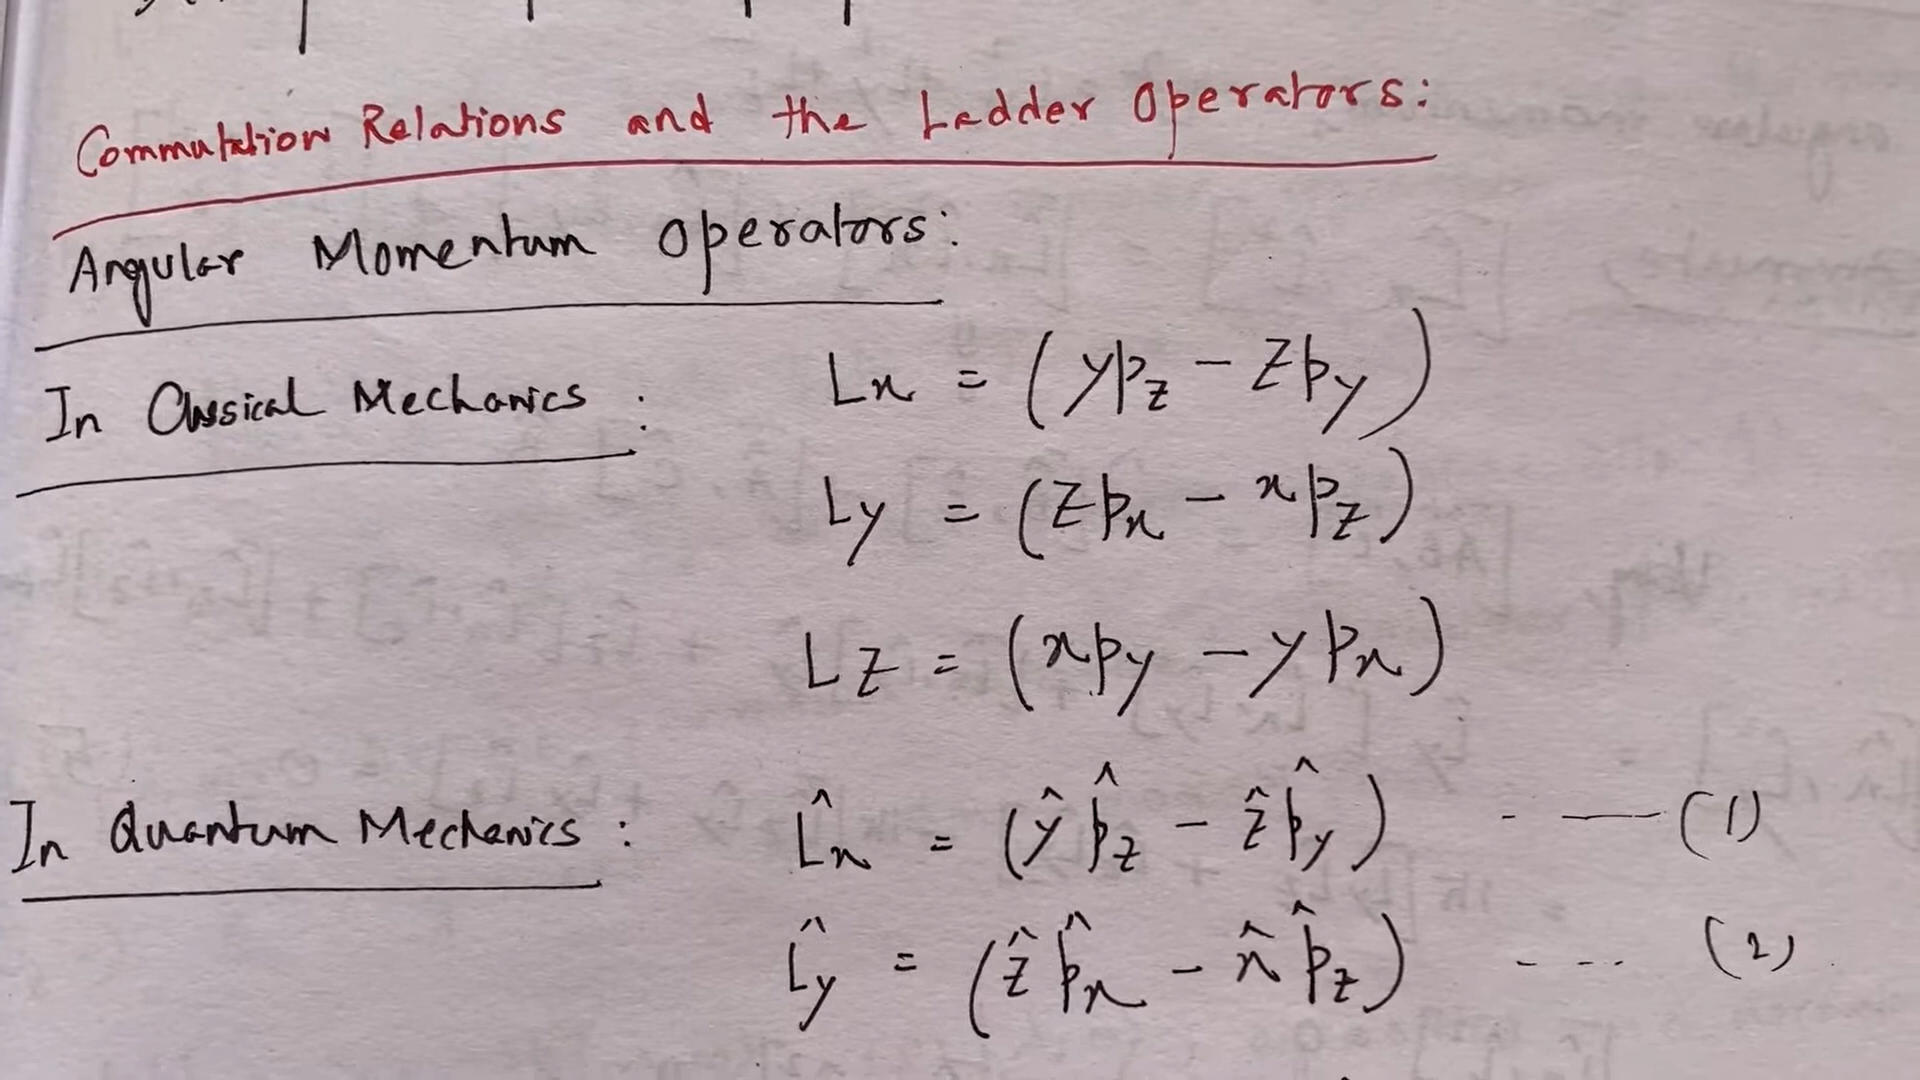 Commutation Relations and the Ladder Operators:
Angular Momentum Operators:
In Classical Mechanics : Lx = (ypz - zpy)
Ly = (zpx - xpz)
Lz = (xpy - ypx)
In Quantum Mechanics : L̂x = (ŷp̂z - ẑp̂y) - — (1)
L̂y = (ẑp̂x - x̂p̂z) - --- (2)